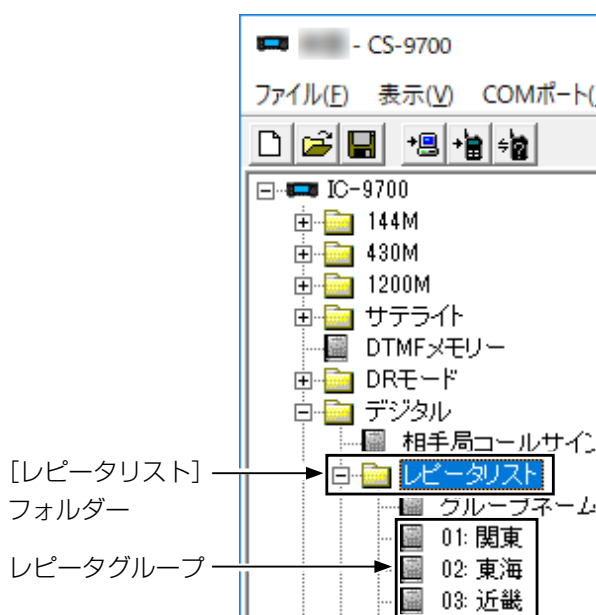 - CS-9700
ファイル(F) 表示(V) COMポート(
IC-9700
144M
430M
1200M
サテライト
DTMFメモリー
DRモード
デジタル
相手局コールサイン
[レピータリスト]
フォルダー
レピータリスト
グループネーム
レピータグループ
01: 関東
02: 東海
03: 近畿